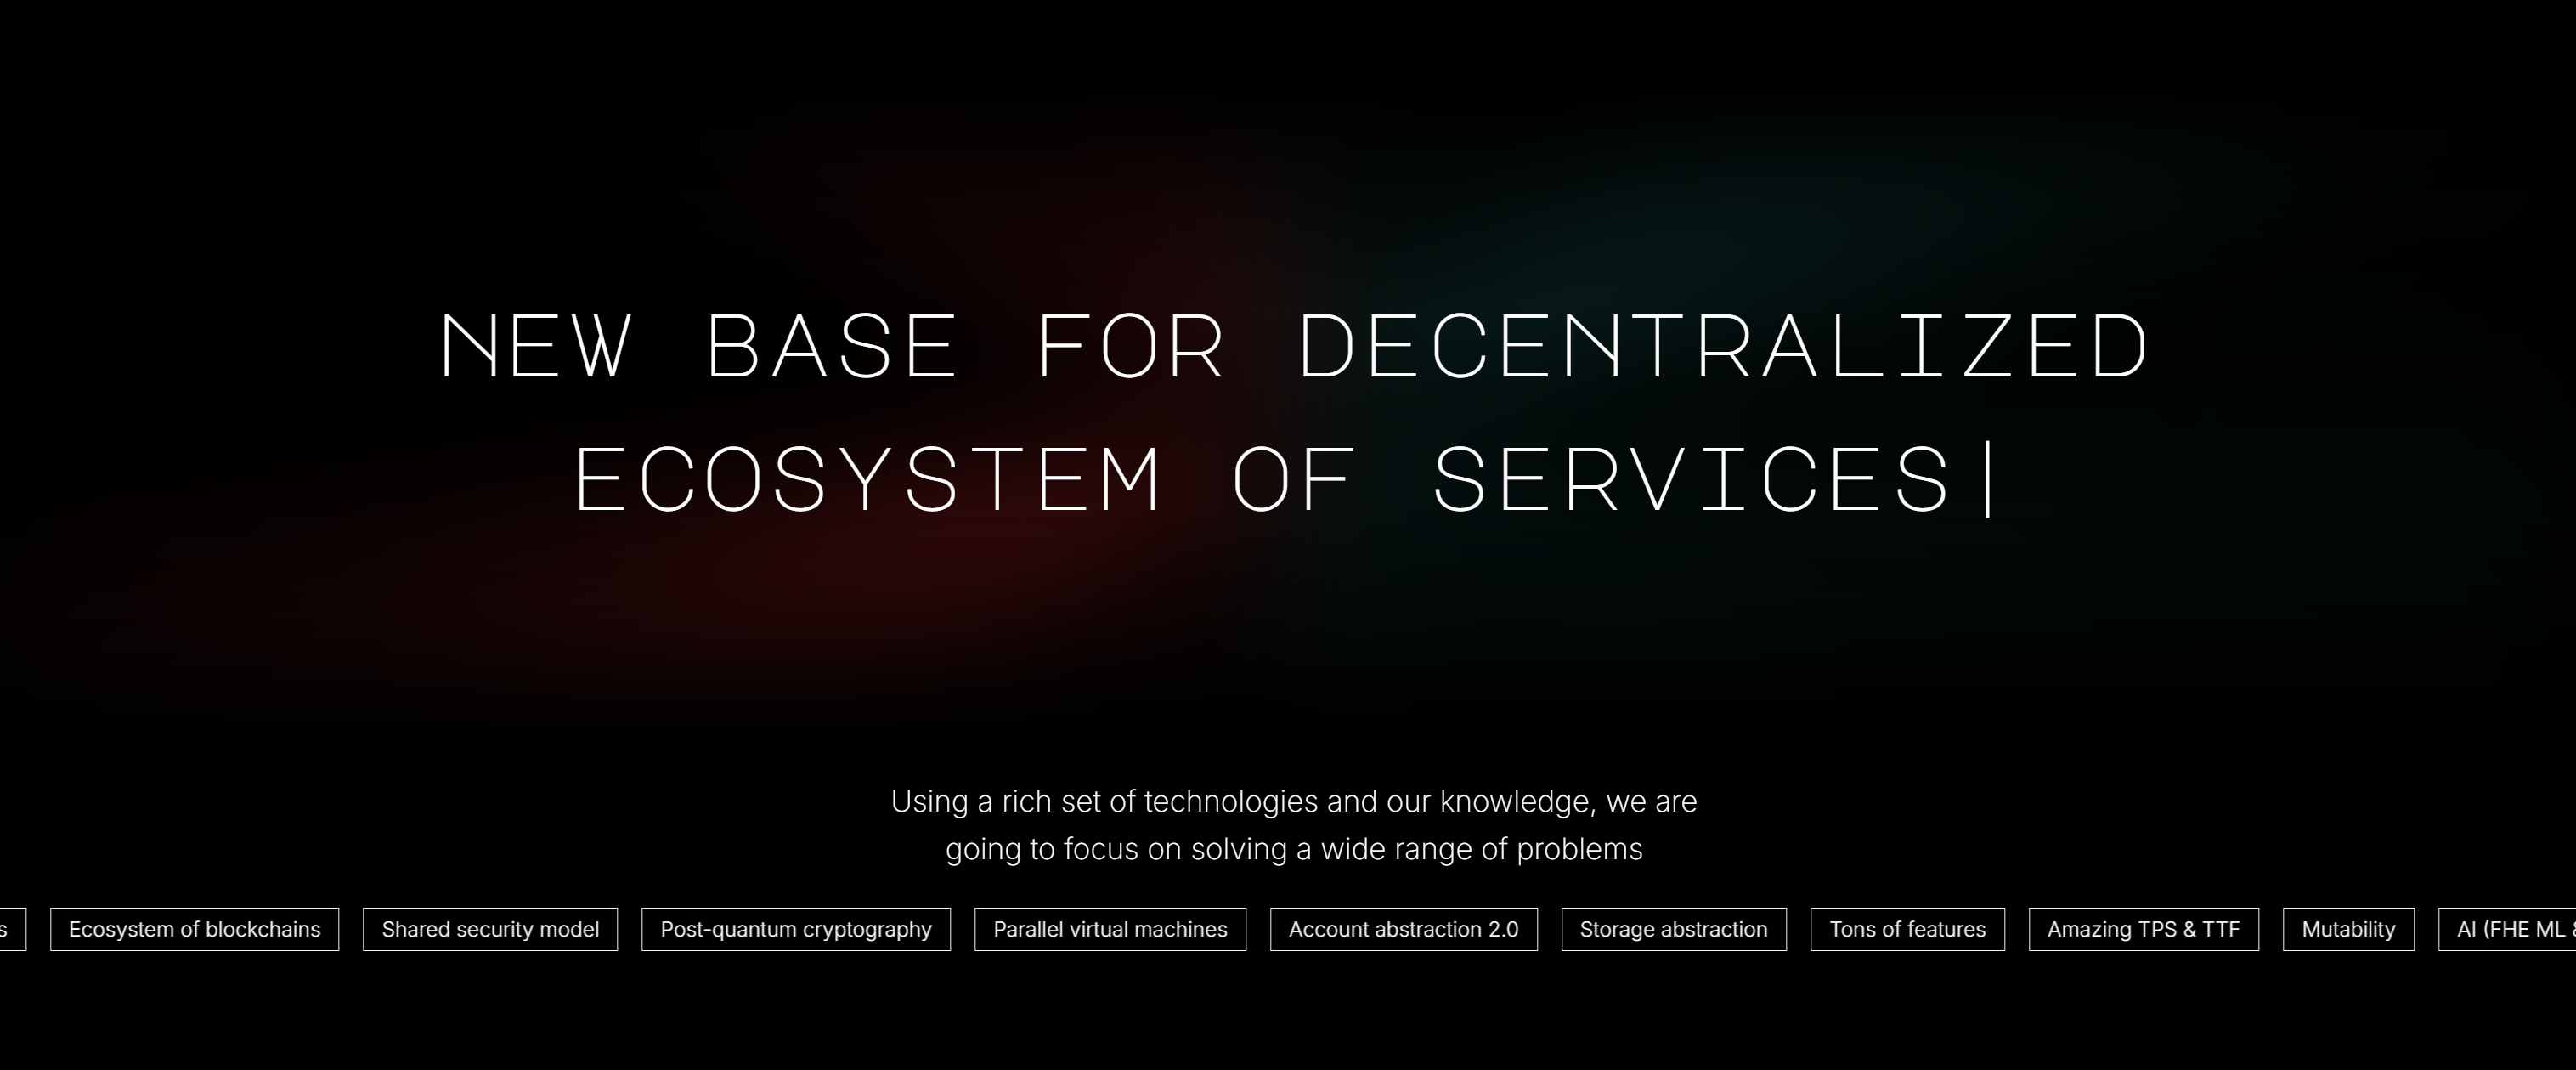 NEW BASE FOR DECENTRALIZED
ECOSYSTEM OF SERVICES|
Using a rich set of technologies and our knowledge, we are
going to focus on solving a wide range of problems
s Ecosystem of blockchains Shared security model Post-quantum cryptography Parallel virtual machines Account abstraction 2.0 Storage abstraction Tons of features Amazing TPS & TTF Mutability AI (FHE ML &